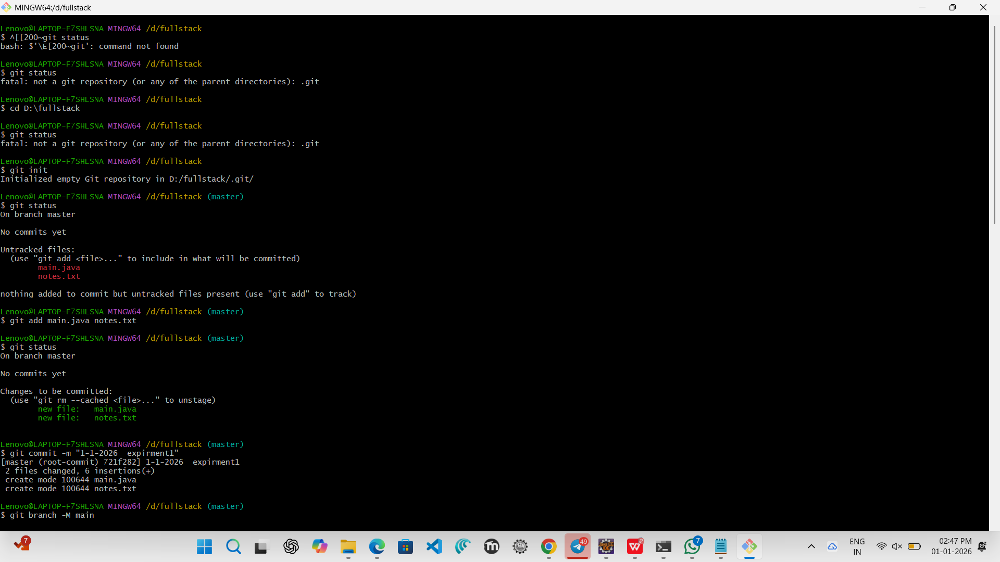 MINGW64:/d/fullstack
Lenovo@LAPTOP-F7SHLSNA MINGW64 /d/fullstack
$ ^[[200~git status
bash: $'\E[200~git': command not found
Lenovo@LAPTOP-F7SHLSNA MINGW64 /d/fullstack
$ git status
fatal: not a git repository (or any of the parent directories): .git
Lenovo@LAPTOP-F7SHLSNA MINGW64 /d/fullstack
$ cd D:\fullstack
Lenovo@LAPTOP-F7SHLSNA MINGW64 /d/fullstack
$ git status
fatal: not a git repository (or any of the parent directories): .git
Lenovo@LAPTOP-F7SHLSNA MINGW64 /d/fullstack
$ git init
Initialized empty Git repository in D:/fullstack/.git/
Lenovo@LAPTOP-F7SHLSNA MINGW64 /d/fullstack (master)
$ git status
On branch master
No commits yet
Untracked files:
  (use "git add <file>..." to include in what will be committed)
        main.java
        notes.txt
nothing added to commit but untracked files present (use "git add" to track)
Lenovo@LAPTOP-F7SHLSNA MINGW64 /d/fullstack (master)
$ git add main.java notes.txt
Lenovo@LAPTOP-F7SHLSNA MINGW64 /d/fullstack (master)
$ git status
On branch master
No commits yet
Changes to be committed:
  (use "git rm --cached <file>..." to unstage)
        new file:   main.java
        new file:   notes.txt
Lenovo@LAPTOP-F7SHLSNA MINGW64 /d/fullstack (master)
$ git commit -m "1-1-2026  expirment1"
[master (root-commit) 721f282] 1-1-2026  expirment1
 2 files changed, 6 insertions(+)
 create mode 100644 main.java
 create mode 100644 notes.txt
Lenovo@LAPTOP-F7SHLSNA MINGW64 /d/fullstack (master)
$ git branch -M main
7
49
Java EE
IDE
7
ENG
IN
02:47 PM
01-01-2026